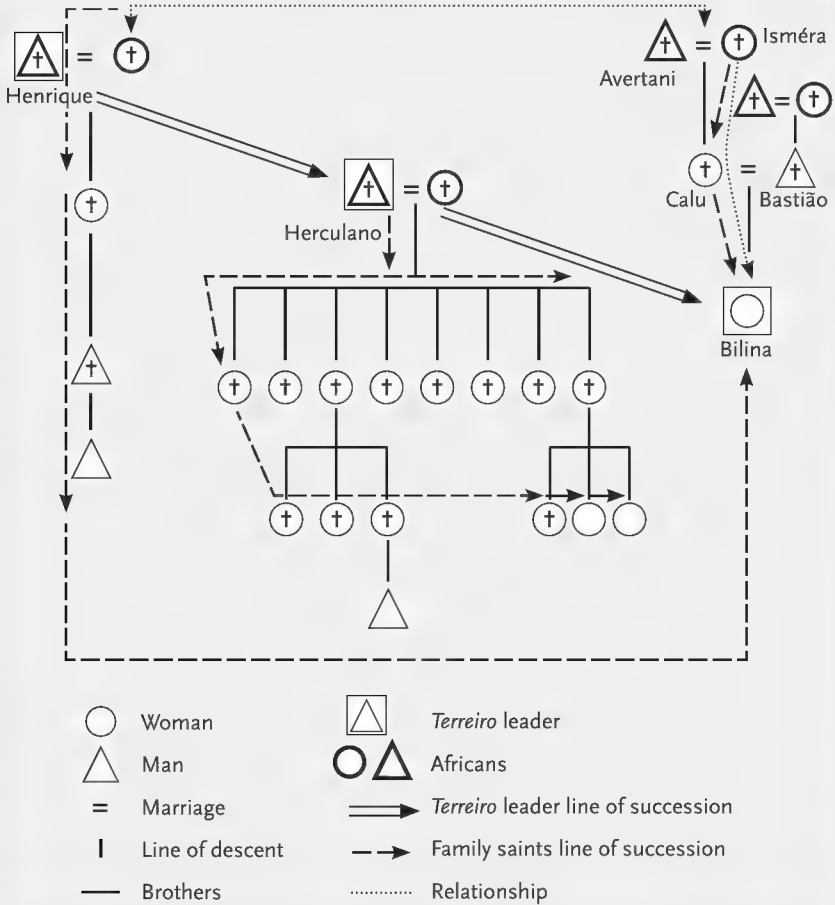 Isméra
Avertani
Henrique
Calu
Bastião
Herculano
Bilina
Woman
Terreiro leader
Man
Africans
= Marriage
Terreiro leader line of succession
Line of descent
Family saints line of succession
Brothers
Relationship